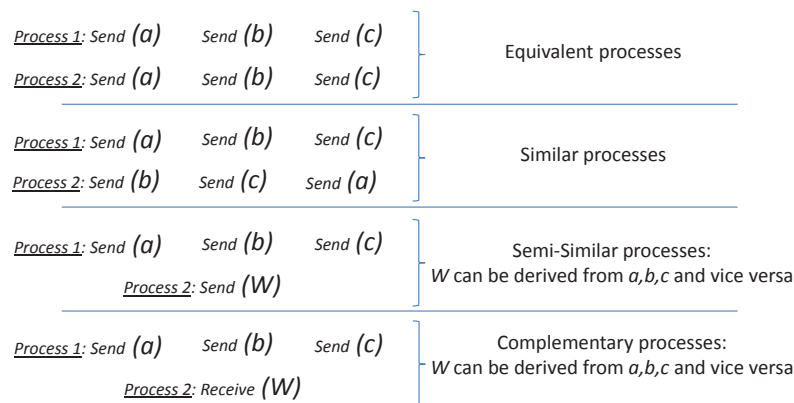 Process 1: Send (a) Send (b) Send (c)
Process 2: Send (a) Send (b) Send (c)
Equivalent processes
Process 1: Send (a) Send (b) Send (c)
Process 2: Send (b) Send (c) Send (a)
Similar processes
Process 1: Send (a) Send (b) Send (c)
Process 2: Send (W)
Semi-Similar processes:
W can be derived from a,b,c and vice versa
Process 1: Send (a) Send (b) Send (c)
Process 2: Receive (W)
Complementary processes:
W can be derived from a,b,c and vice versa